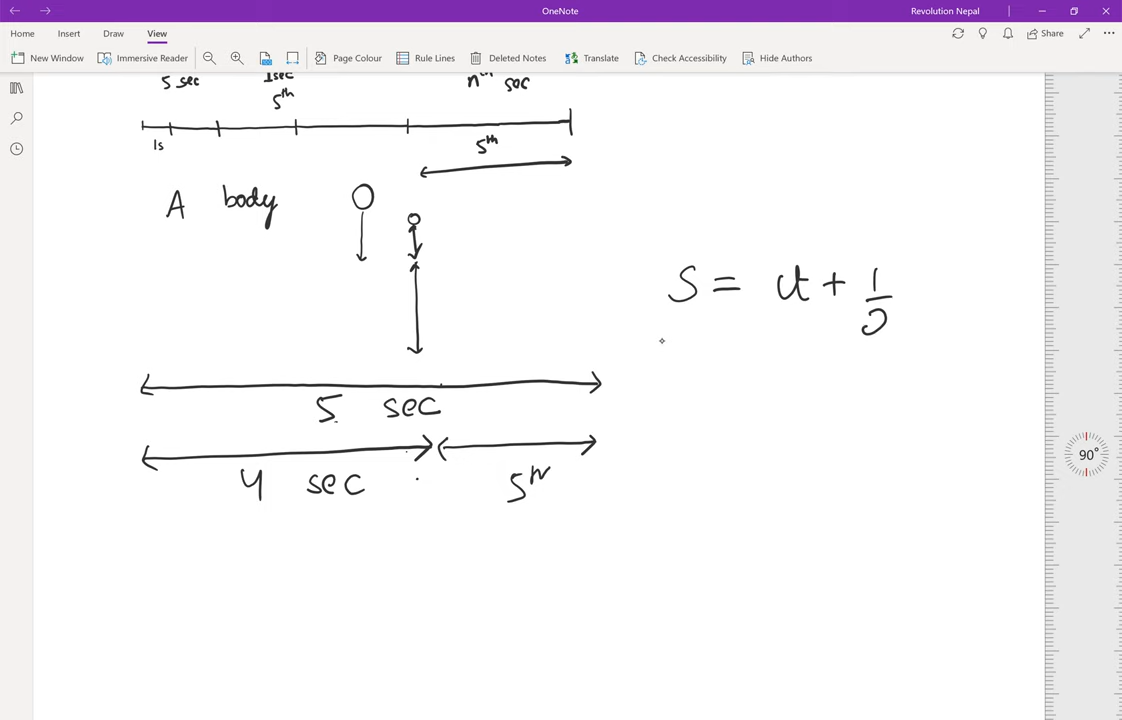 OneNote
Revolution Nepal
Home Insert Draw View
Share
New Window Immersive Reader Page Colour Rule Lines Deleted Notes Translate Check Accessibility Hide Authors
5 sec 1sec nth sec
5th
1s 5th
A body
S = ut + 1
5 sec
4 sec 5th
90°